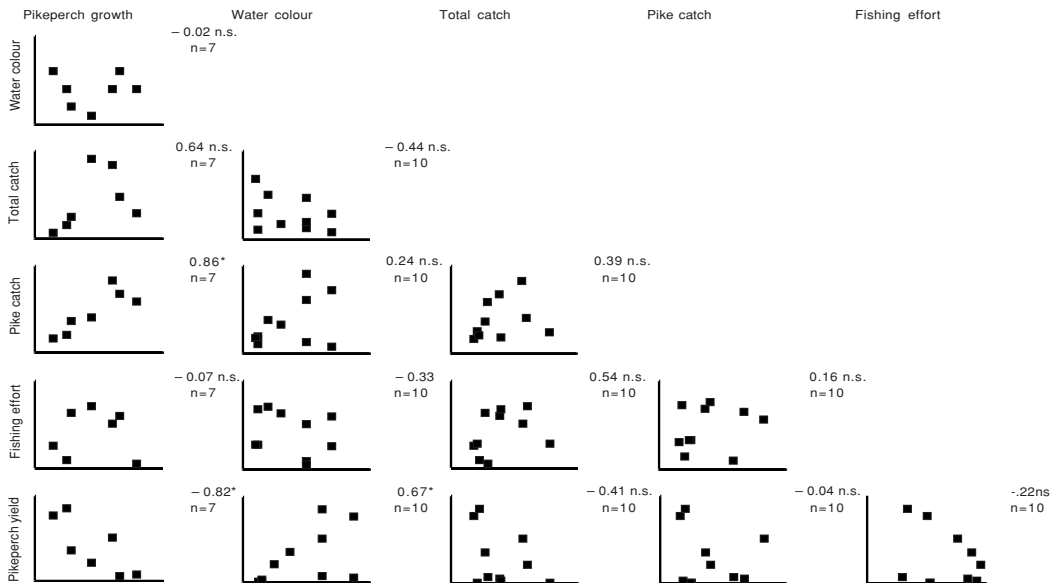 Pikeperch growth Water colour Total catch Pike catch Fishing effort
− 0.02 n.s.
n=7
Water colour
0.64 n.s. − 0.44 n.s.
n=7 n=10
Total catch
0.86* 0.24 n.s. 0.39 n.s.
n=7 n=10 n=10
Pike catch
− 0.07 n.s. − 0.33 0.54 n.s. 0.16 n.s.
n=7 n=10 n=10 n=10
Fishing effort
− 0.82* 0.67* − 0.41 n.s. − 0.04 n.s. -.22ns
n=7 n=10 n=10 n=10 n=10
Pikeperch yield